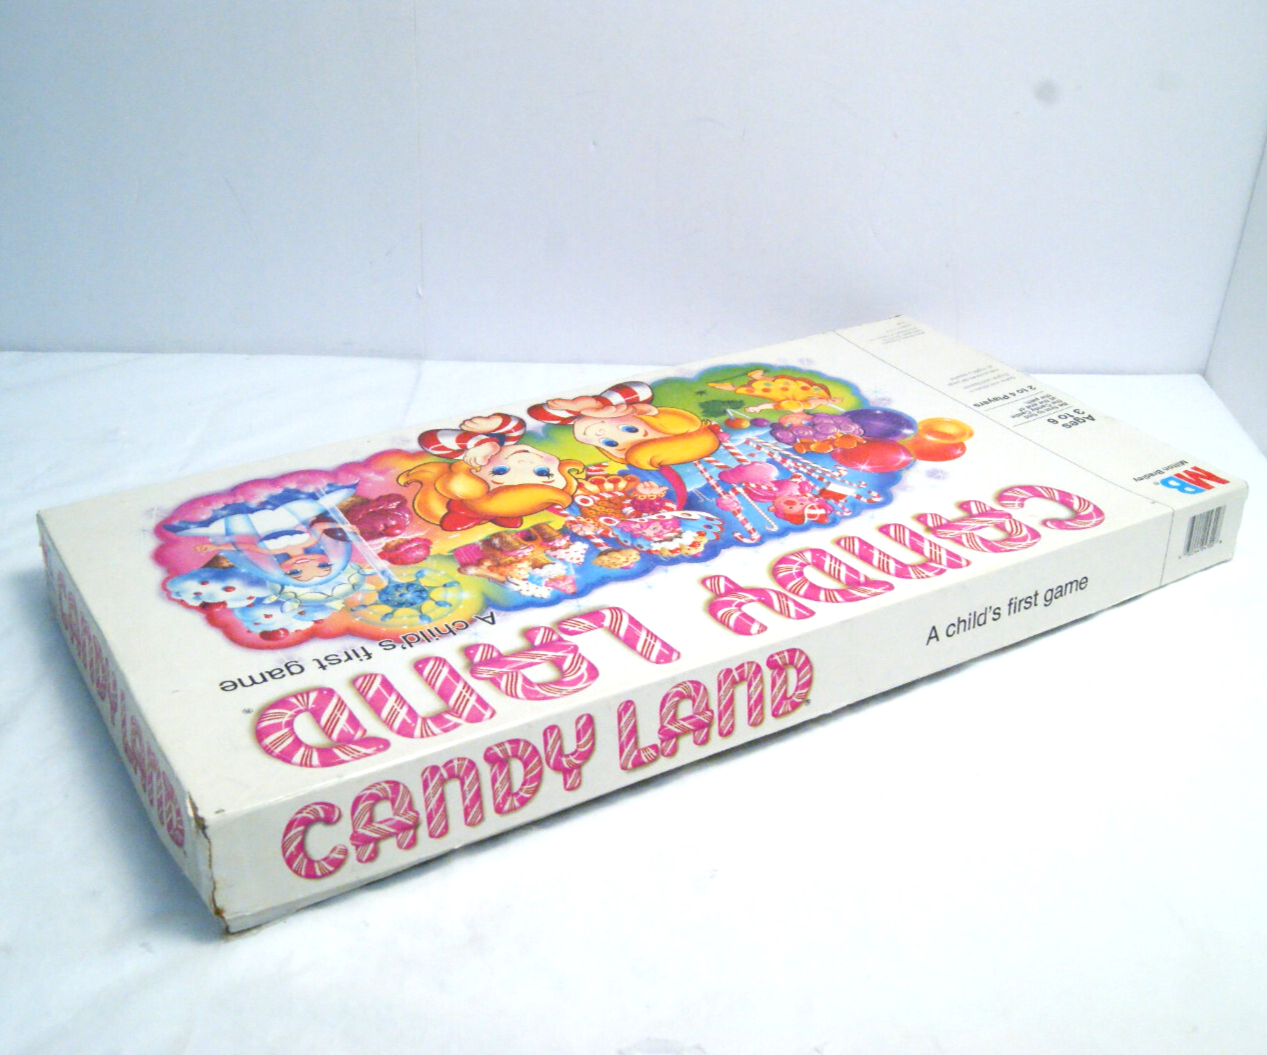 CANDY LAND®
A child's first game
MB®
Milton Bradley
Ages
3 to 6
2 to 4 Players
CANDY LAND®
A child's first game
CANDY LAND